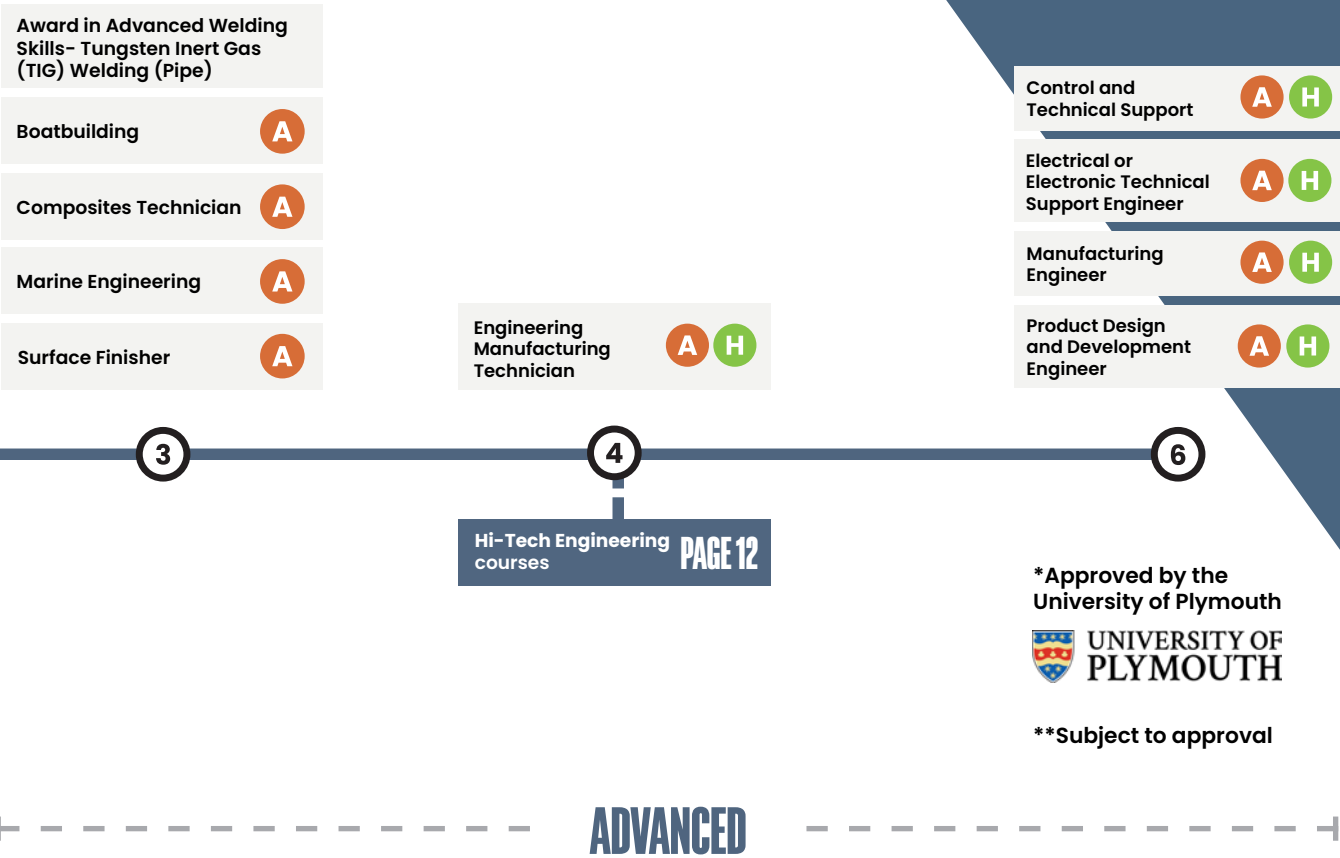 Award in Advanced Welding
Skills- Tungsten Inert Gas
(TIG) Welding (Pipe)
Boatbuilding
A
Composites Technician
A
Marine Engineering
A
Surface Finisher
A
Engineering
Manufacturing
Technician
A H
Control and
Technical Support
A H
Electrical or
Electronic Technical
Support Engineer
A H
Manufacturing
Engineer
A H
Product Design
and Development
Engineer
A H
3
4
6
Hi-Tech Engineering
courses
PAGE 12
*Approved by the
University of Plymouth
UNIVERSITY OF
PLYMOUTH
**Subject to approval
ADVANCED